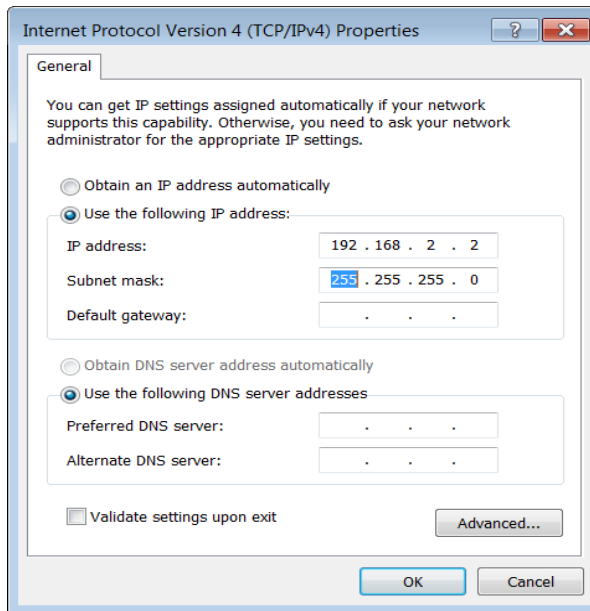 Internet Protocol Version 4 (TCP/IPv4) Properties
?
General
You can get IP settings assigned automatically if your network
supports this capability. Otherwise, you need to ask your network
administrator for the appropriate IP settings.
Obtain an IP address automatically
Use the following IP address:
IP address: 192 . 168 . 2 . 2
Subnet mask: 255 . 255 . 255 . 0
Default gateway: . . .
Obtain DNS server address automatically
Use the following DNS server addresses
Preferred DNS server: . . .
Alternate DNS server: . . .
Validate settings upon exit
Advanced...
OK Cancel